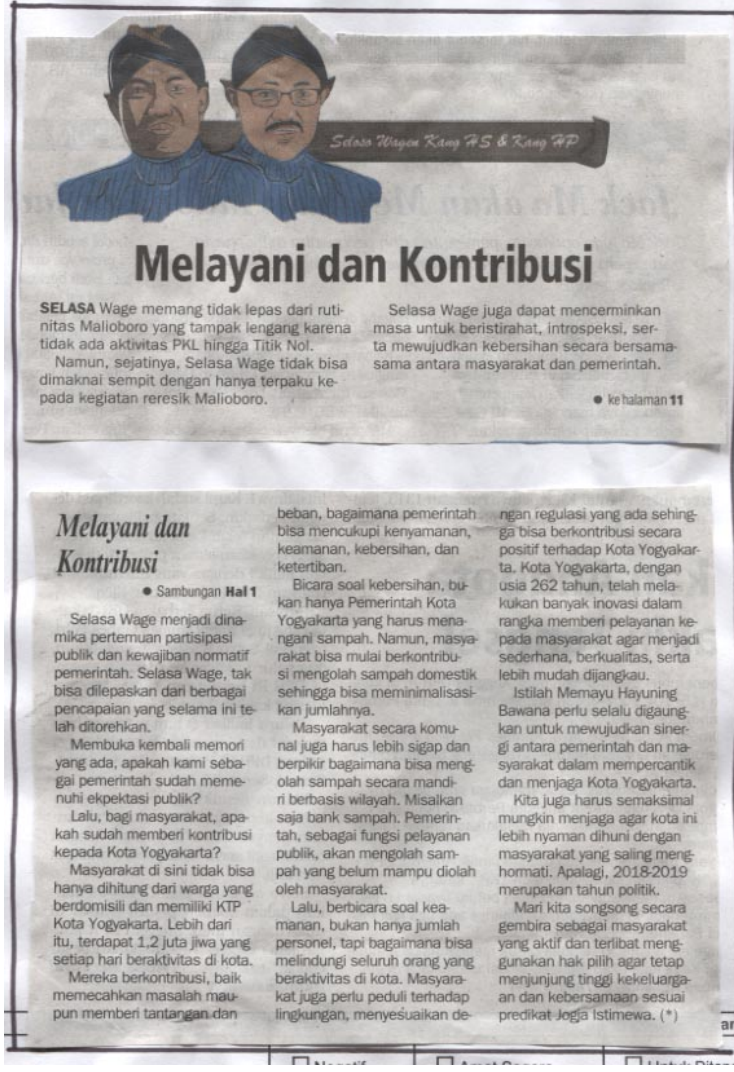 Seloso Wagen Kang HS & Kang HP
Melayani dan Kontribusi
SELASA Wage memang tidak lepas dari ruti-
nitas Malioboro yang tampak lengang karena
tidak ada aktivitas PKL hingga Titik Nol.
Namun, sejatinya, Selasa Wage tidak bisa
dimaknai sempit dengan hanya terpaku ke-
pada kegiatan reresik Malioboro.
Selasa Wage juga dapat mencerminkan
masa untuk beristirahat, introspeksi, ser-
ta mewujudkan kebersihan secara bersama-
sama antara masyarakat dan pemerintah.
● ke halaman 11
Melayani dan
Kontribusi
● Sambungan Hal 1
Selasa Wage menjadi dina-
mika pertemuan partisipasi
publik dan kewajiban normatif
pemerintah. Selasa Wage, tak
bisa dilepaskan dari berbagai
pencapaian yang selama ini te-
lah ditorehkan.
Membuka kembali memori
yang ada, apakah kami seba-
gai pemerintah sudah meme-
nuhi ekpektasi publik?
Lalu, bagi masyarakat, apa-
kah sudah memberi kontribusi
kepada Kota Yogyakarta?
Masyarakat di sini tidak bisa
hanya dihitung dari warga yang
berdomisili dan memiliki KTP
Kota Yogyakarta. Lebih dari
itu, terdapat 1,2 juta jiwa yang
setiap hari beraktivitas di kota.
Mereka berkontribusi, baik
memecahkan masalah mau-
pun memberi tantangan dan
beban, bagaimana pemerintah
bisa mencukupi kenyamanan,
keamanan, kebersihan, dan
ketertiban.
Bicara soal kebersihan, bu-
kan hanya Pemerintah Kota
Yogyakarta yang harus mena-
ngani sampah. Namun, masya-
rakat bisa mulai berkontribu-
si mengolah sampah domestik
sehingga bisa meminimalisasi-
kan jumlahnya.
Masyarakat secara komu-
nal juga harus lebih sigap dan
berpikir bagaimana bisa meng-
olah sampah secara mandi-
ri berbasis wilayah. Misalkan
saja bank sampah. Pemerin-
tah, sebagai fungsi pelayanan
publik, akan mengolah sam-
pah yang belum mampu diolah
oleh masyarakat.
Lalu, berbicara soal kea-
manan, bukan hanya jumlah
personel, tapi bagaimana bisa
melindungi seluruh orang yang
beraktivitas di kota. Masyara-
kat juga perlu peduli terhadap
lingkungan, menyesuaikan de-
ngan regulasi yang ada sehing-
ga bisa berkontribusi secara
positif terhadap Kota Yogyakar-
ta. Kota Yogyakarta, dengan
usia 262 tahun, telah mela-
kukan banyak inovasi dalam
rangka memberi pelayanan ke-
pada masyarakat agar menjadi
sederhana, berkualitas, serta
lebih mudah dijangkau.
Istilah Memayu Hayuning
Bawana perlu selalu digaung-
kan untuk mewujudkan siner-
gi antara pemerintah dan ma-
syarakat dalam mempercantik
dan menjaga Kota Yogyakarta.
Kita juga harus semaksimal
mungkin menjaga agar kota ini
lebih nyaman dihuni dengan
masyarakat yang saling meng-
hormati. Apalagi, 2018-2019
merupakan tahun politik.
Mari kita songsong secara
gembira sebagai masyarakat
yang aktif dan terlibat meng-
gunakan hak pilih agar tetap
menjunjung tinggi kekeluarga-
an dan kebersamaan sesuai
predikat Jogja Istimewa. (*)